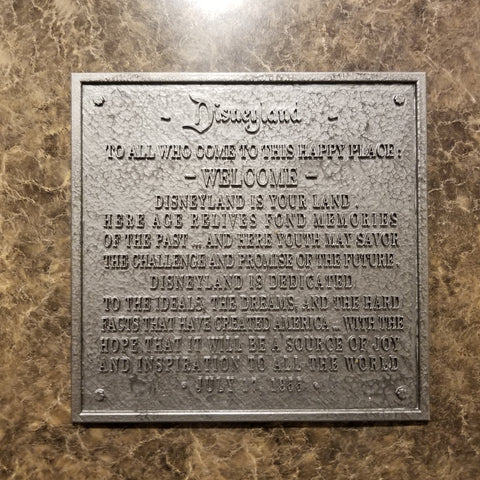 - Disneyland -
TO ALL WHO COME TO THIS HAPPY PLACE :
- WELCOME -
DISNEYLAND IS YOUR LAND .
HERE AGE RELIVES FOND MEMORIES
OF THE PAST ... AND HERE YOUTH MAY SAVOR
THE CHALLENGE AND PROMISE OF THE FUTURE .
DISNEYLAND IS DEDICATED
TO THE IDEALS, THE DREAMS, AND THE HARD
FACTS THAT HAVE CREATED AMERICA ... WITH THE
HOPE THAT IT WILL BE A SOURCE OF JOY
AND INSPIRATION TO ALL THE WORLD
• JULY 17, 1955 •